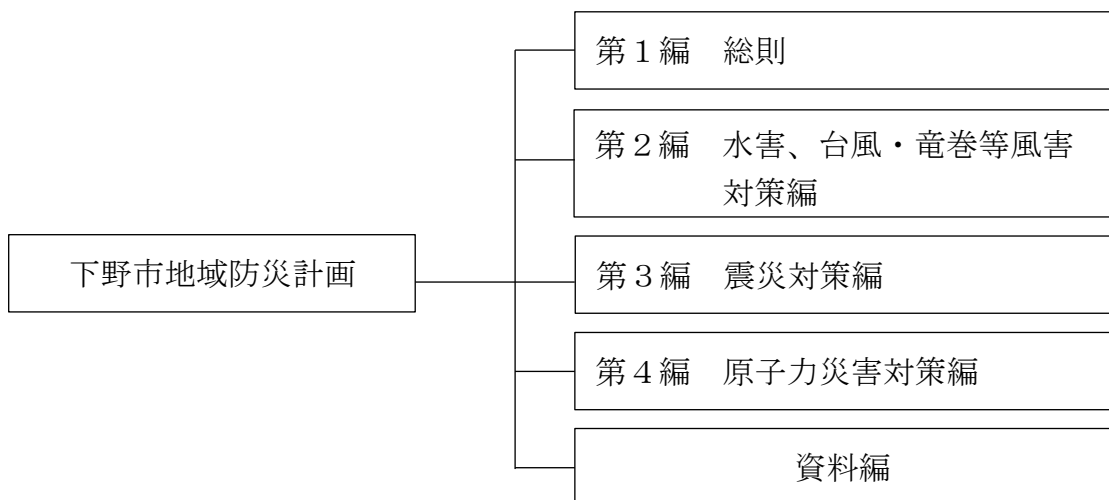 第１編　総則
第２編　水害、台風・竜巻等風害
対策編
下野市地域防災計画
第３編　震災対策編
第４編　原子力災害対策編
資料編